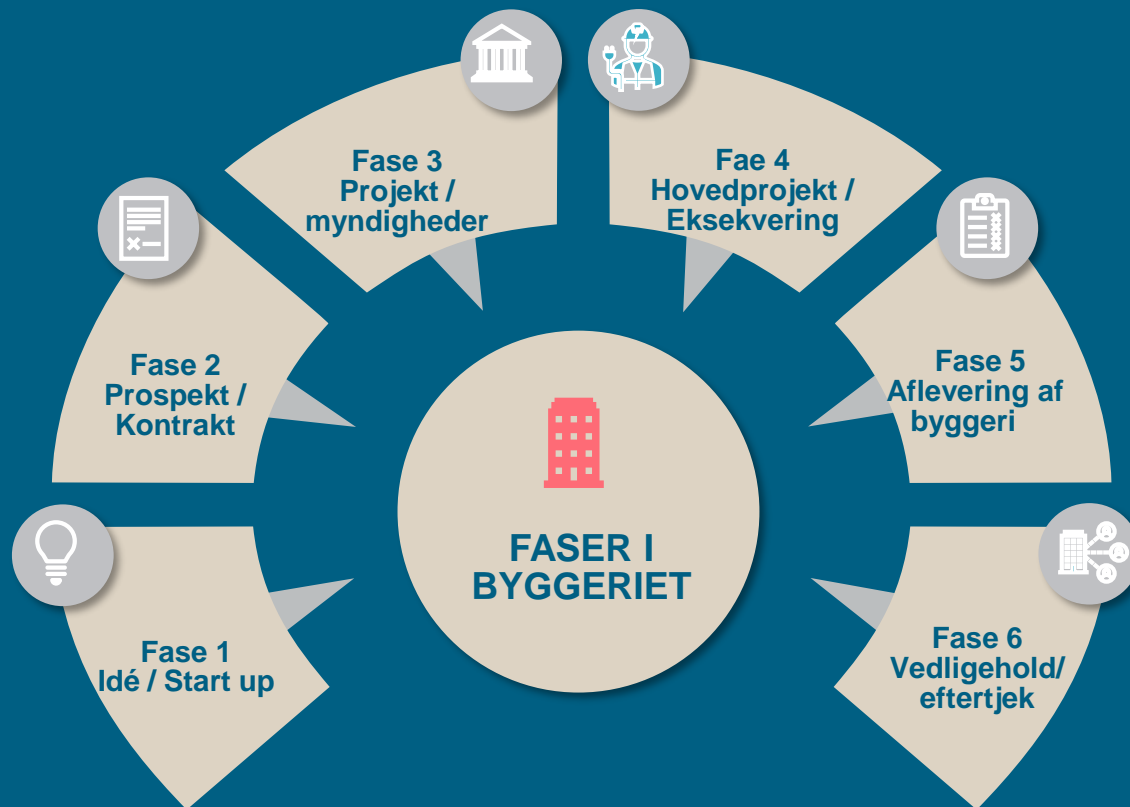 Fase 1
Idé / Start up
Fase 2
Prospekt /
Kontrakt
Fase 3
Projekt /
myndigheder
Fae 4
Hovedprojekt /
Eksekvering
Fase 5
Aflevering af
byggeri
Fase 6
Vedligehold/
eftertjek
FASER I
BYGGERIET